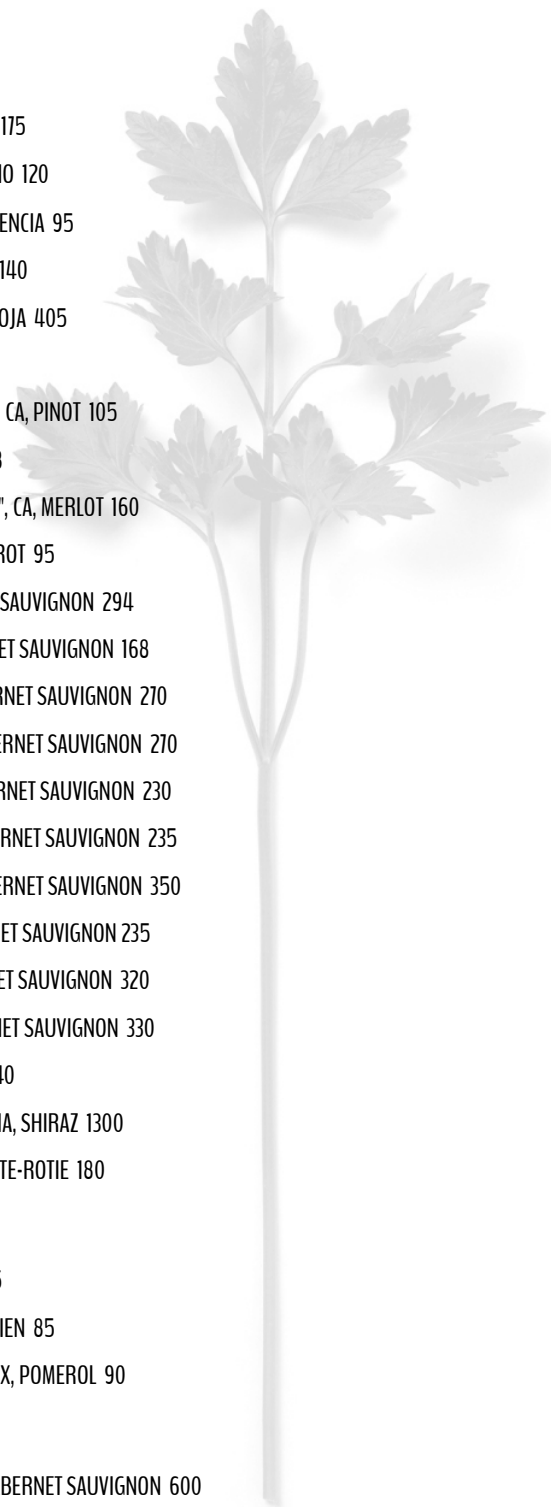 175
IO 120
ENCIA 95
140
OJA 405
CA, PINOT 105
", CA, MERLOT 160
ROT 95
SAUVIGNON 294
ET SAUVIGNON 168
RNET SAUVIGNON 270
ERNET SAUVIGNON 270
RNET SAUVIGNON 230
ERNET SAUVIGNON 235
ERNET SAUVIGNON 350
ET SAUVIGNON 235
ET SAUVIGNON 320
NET SAUVIGNON 330
40
IA, SHIRAZ 1300
TE-ROTIE 180
IEN 85
X, POMEROL 90
BERNET SAUVIGNON 600